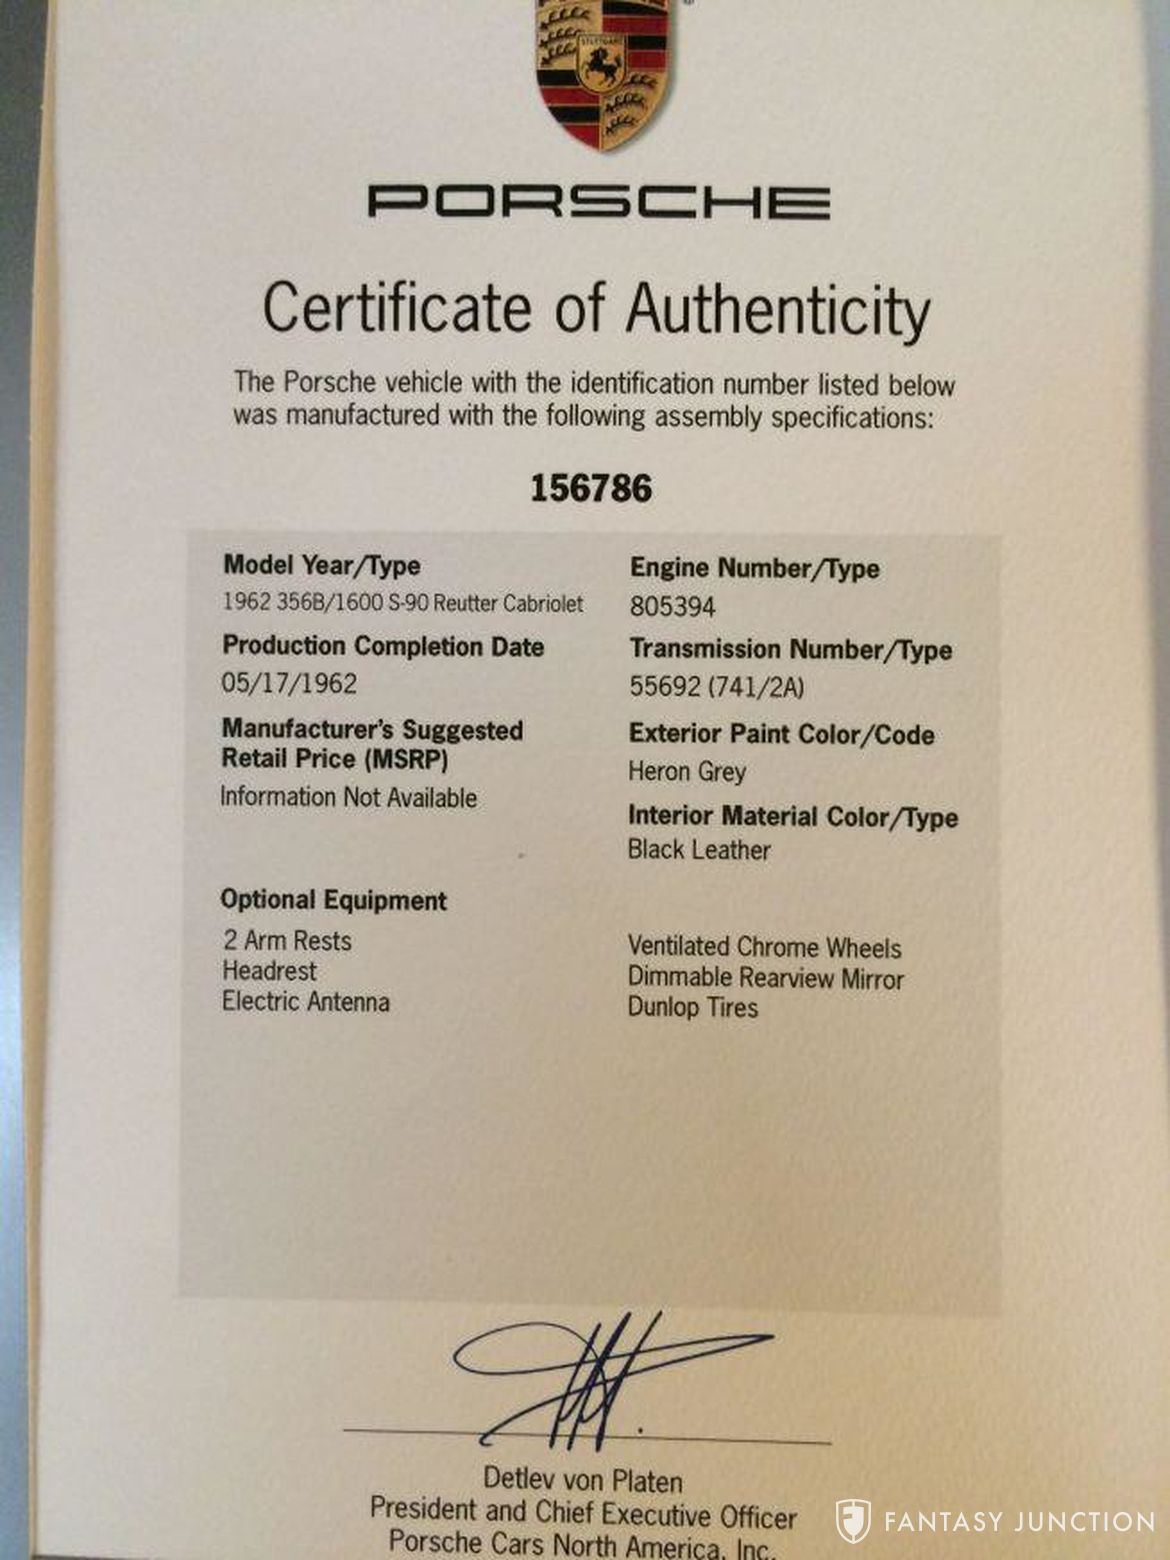 STUTTGART
PORSCHE
Certificate of Authenticity
The Porsche vehicle with the identification number listed below
was manufactured with the following assembly specifications:
156786
Model Year/Type
1962 356B/1600 S-90 Reutter Cabriolet
Production Completion Date
05/17/1962
Manufacturer's Suggested
Retail Price (MSRP)
Information Not Available
Engine Number/Type
805394
Transmission Number/Type
55692 (741/2A)
Exterior Paint Color/Code
Heron Grey
Interior Material Color/Type
Black Leather
Optional Equipment
2 Arm Rests
Headrest
Electric Antenna
Ventilated Chrome Wheels
Dimmable Rearview Mirror
Dunlop Tires
Detlev von Platen
President and Chief Executive Officer
Porsche Cars North America, Inc.
FANTASY JUNCTION